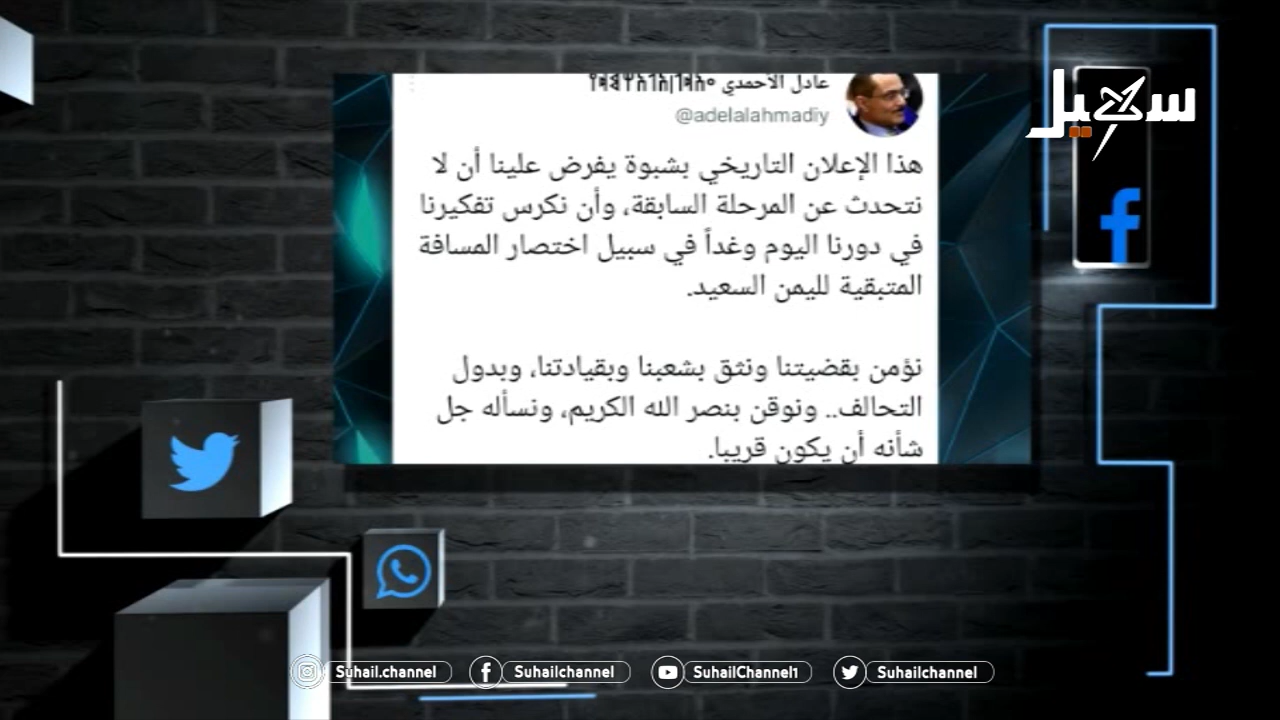 سهيل
عادل الأحمدي
@adelalahmadiy
هذا الإعلان التاريخي بشبوة يفرض علينا أن لا
نتحدث عن المرحلة السابقة، وأن نكرس تفكيرنا
في دورنا اليوم وغداً في سبيل اختصار المسافة
المتبقية لليمن السعيد.
نؤمن بقضيتنا ونثق بشعبنا وبقيادتنا، وبدول
التحالف.. ونوقن بنصر الله الكريم، ونسأله جل
شأنه أن يكون قريبا.
Suhail.channel
Suhailchannel
SuhailChannel1
Suhailchannel